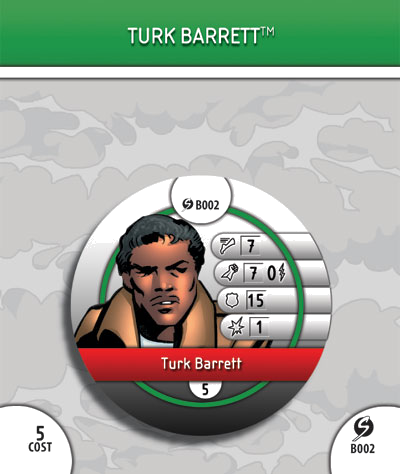 TURK BARRETT™
B002
7
7 0
15
1
Turk Barrett
5
5
COST
B002